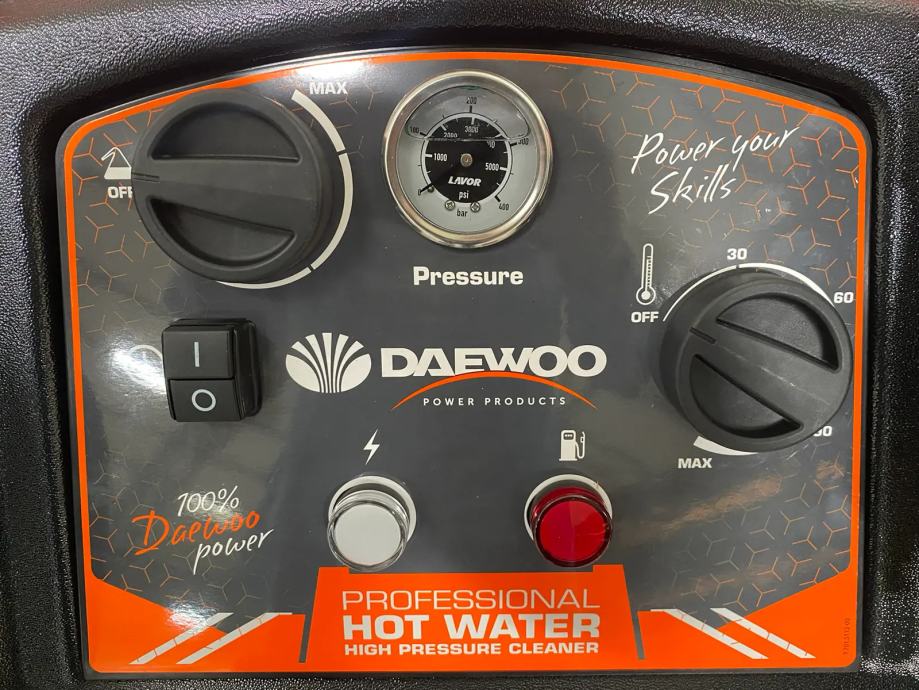 MAX
OFF
100
200
300
400
1000
2000
3000
5000
LAVOR
psi
bar
Pressure
Power your
Skills
30
60
OFF
MAX
I
O
DAEWOO
POWER PRODUCTS
100%
Daewoo
power
PROFESSIONAL
HOT WATER
HIGH PRESSURE CLEANER